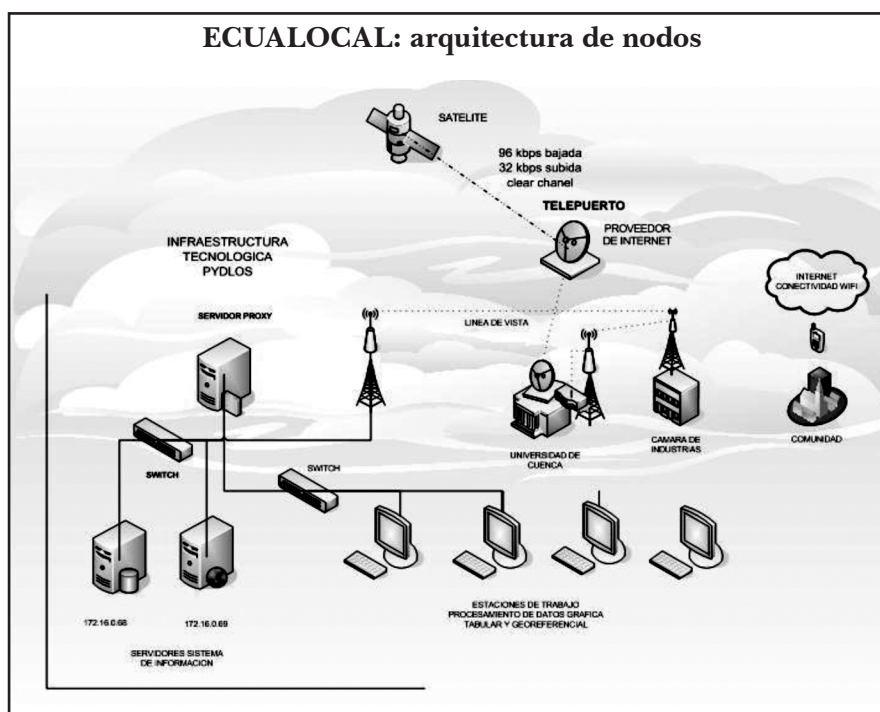 ECUALOCAL: arquitectura de nodos
SATELITE
96 kbps bajada
32 kbps subida
clear chanel
TELEPUERTO
PROVEEDOR
DE INTERNET
INFRAESTRUCTURA
TECNOLOGICA
PYDLOS
INTERNET
CONECTIVIDAD WIFI
SERVIDOR PROXY
LINEA DE VISTA
UNIVERSIDAD DE
CUENCA
CAMARA DE
INDUSTRIAS
COMUNIDAD
SWITCH
SWITCH
172.16.0.68
172.16.0.69
SERVIDORES SISTEMA
DE INFORMACION
ESTACIONES DE TRABAJO
PROCESAMIENTO DE DATOS GRAFICA
TABULAR Y GEOREFERENCIAL